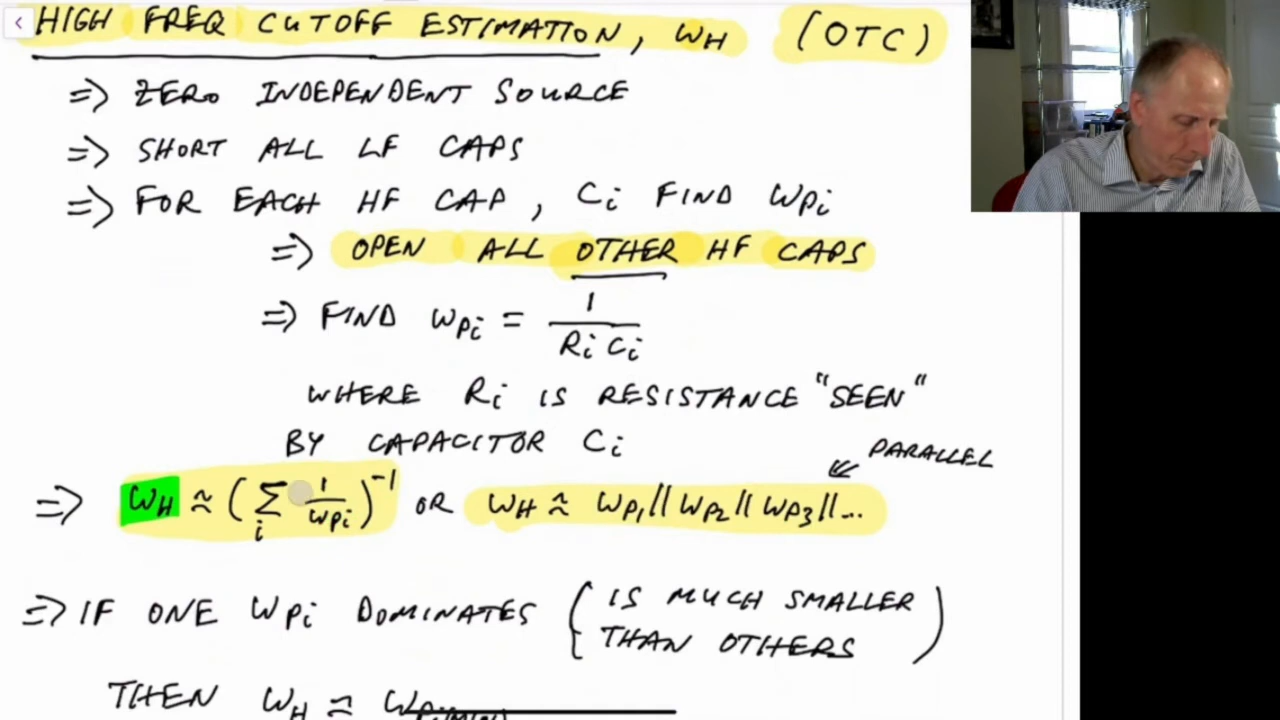 HIGH FREQ CUTOFF ESTIMATION, ωH (OTC)
=> ZERO INDEPENDENT SOURCE
=> SHORT ALL LF CAPS
=> FOR EACH HF CAP, Ci FIND ωPi
=> OPEN ALL OTHER HF CAPS
=> FIND ωPi = 1 / Ri Ci
WHERE Ri IS RESISTANCE "SEEN"
BY CAPACITOR Ci
PARALLEL
=> ωH ≈ (Σi 1/ωPi)^-1 OR ωH ≈ ωP1 || ωP2 || ωP3 || ...
=> IF ONE ωPi DOMINATES (IS MUCH SMALLER
THAN OTHERS)
THEN ωH ≈